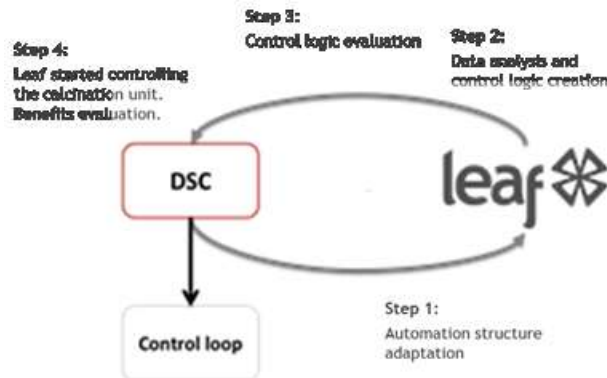 Step 3:
Control logic evaluation
Step 4:
Leaf started controlling
the calcination unit.
Benefits evaluation.
Step 2:
Data analysis and
control logic creation
DSC
leaf
Step 1:
Automation structure
adaptation
Control loop